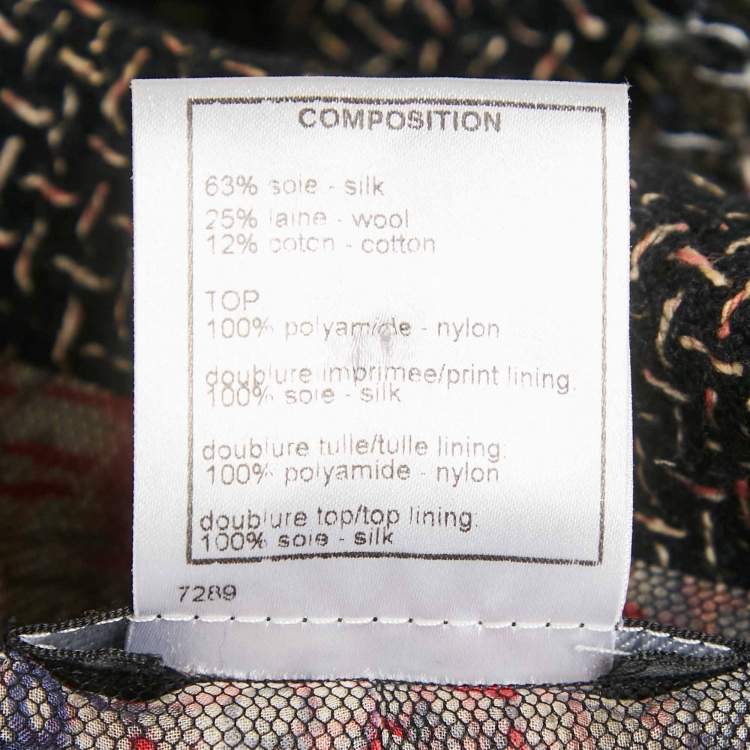 COMPOSITION
63% soie - silk
25% laine - wool
12% coton - cotton
TOP
100% polyamide - nylon
doublure imprimee/print lining:
100% soie - silk
doublure tulle/tulle lining:
100% polyamide - nylon
doublure top/top lining:
100% soie - silk
7289